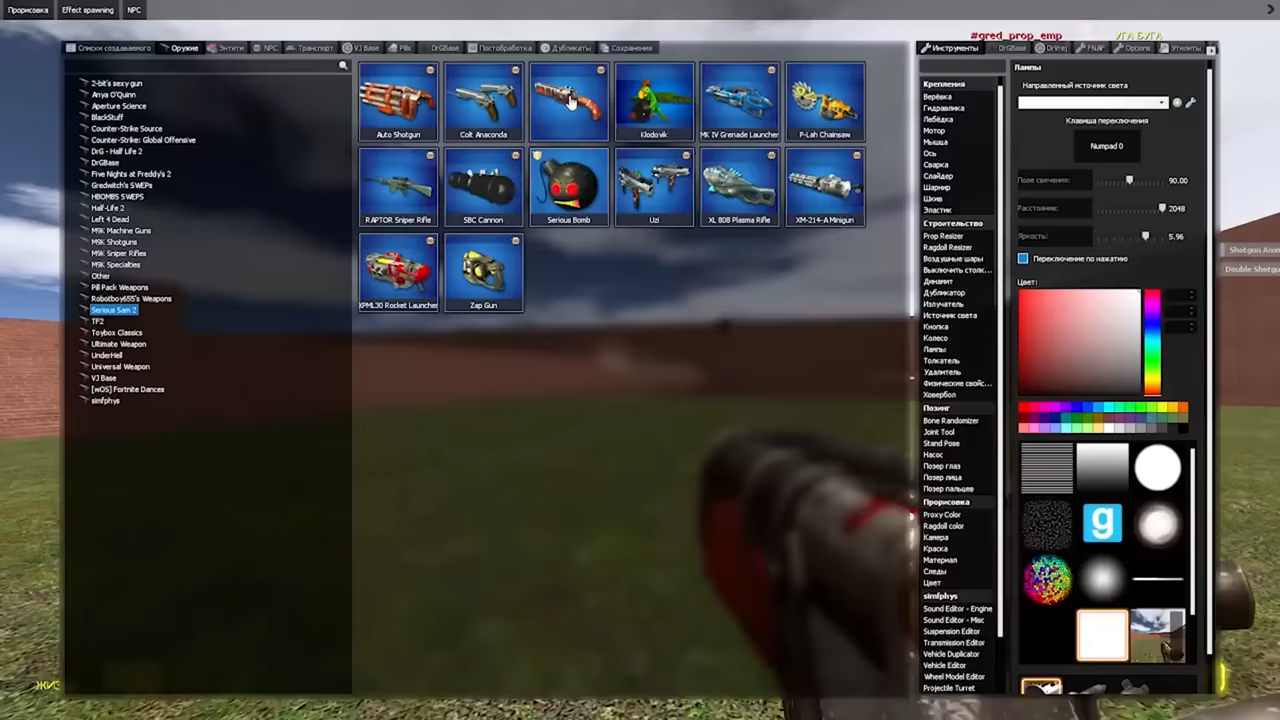 Прорисовка Effect spawning NPC
#gred_prop_emp УГА БУГА
Списки создаваемого Оружие Энтити NPC Транспорт VJ Base Pills DrGBase Постобработка Дубликаты Сохранения
Инструменты DrGBase DrVrej FNAF Options Утилиты
2-bit's sexy gun
Anya O'Quinn
Aperture Science
BlackStuff
Counter-Strike Source
Counter-Strike: Global Offensive
DrG - Half Life 2
DrGBase
Five Nights at Freddy's 2
Gredwitch's SWEPs
HBOMBS SWEPS
Half-Life 2
Left 4 Dead
M9K Machine Guns
M9K Shotguns
M9K Sniper Rifles
M9K Specialties
Other
Pill Pack Weapons
Robotboy655's Weapons
Serious Sam 2
TF2
Toybox Classics
Ultimate Weapon
UnderHell
Universal Weapon
VJ Base
[wOS] Fortnite Dances
simfphys
Auto Shotgun
Colt Anaconda
Klodovik
MK IV Grenade Launcher
P-Lah Chainsaw
RAPTOR Sniper Rifle
SBC Cannon
Serious Bomb
Uzi
XL 808 Plasma Rifle
XM-214-A Minigun
XPML30 Rocket Launcher
Zap Gun
Крепления
Верёвка
Гидравлика
Лебёдка
Мотор
Мышца
Ось
Сварка
Слайдер
Шарнир
Шкив
Эластик
Строительство
Prop Resizer
Ragdoll Resizer
Воздушные шары
Выключить столк...
Динамит
Дубликатор
Излучатель
Источник света
Кнопка
Колесо
Лампы
Толкатель
Удалитель
Физические свойс...
Ховербол
Позинг
Bone Randomizer
Joint Tool
Stand Pose
Насос
Позер глаз
Позер лица
Позер пальцев
Прорисовка
Proxy Color
Ragdoll color
Камера
Краска
Материал
Следы
Цвет
simfphys
Sound Editor - Engine
Sound Editor - Misc
Suspension Editor
Transmission Editor
Vehicle Duplicator
Vehicle Editor
Wheel Model Editor
Projectile Turret
Лампы
Направленный источник света
Клавиша переключения
Numpad 0
Поле свечения: 90.00
Расстояние: 2048
Яркость: 5.96
Переключение по нажатию
Цвет:
g
Shotgun